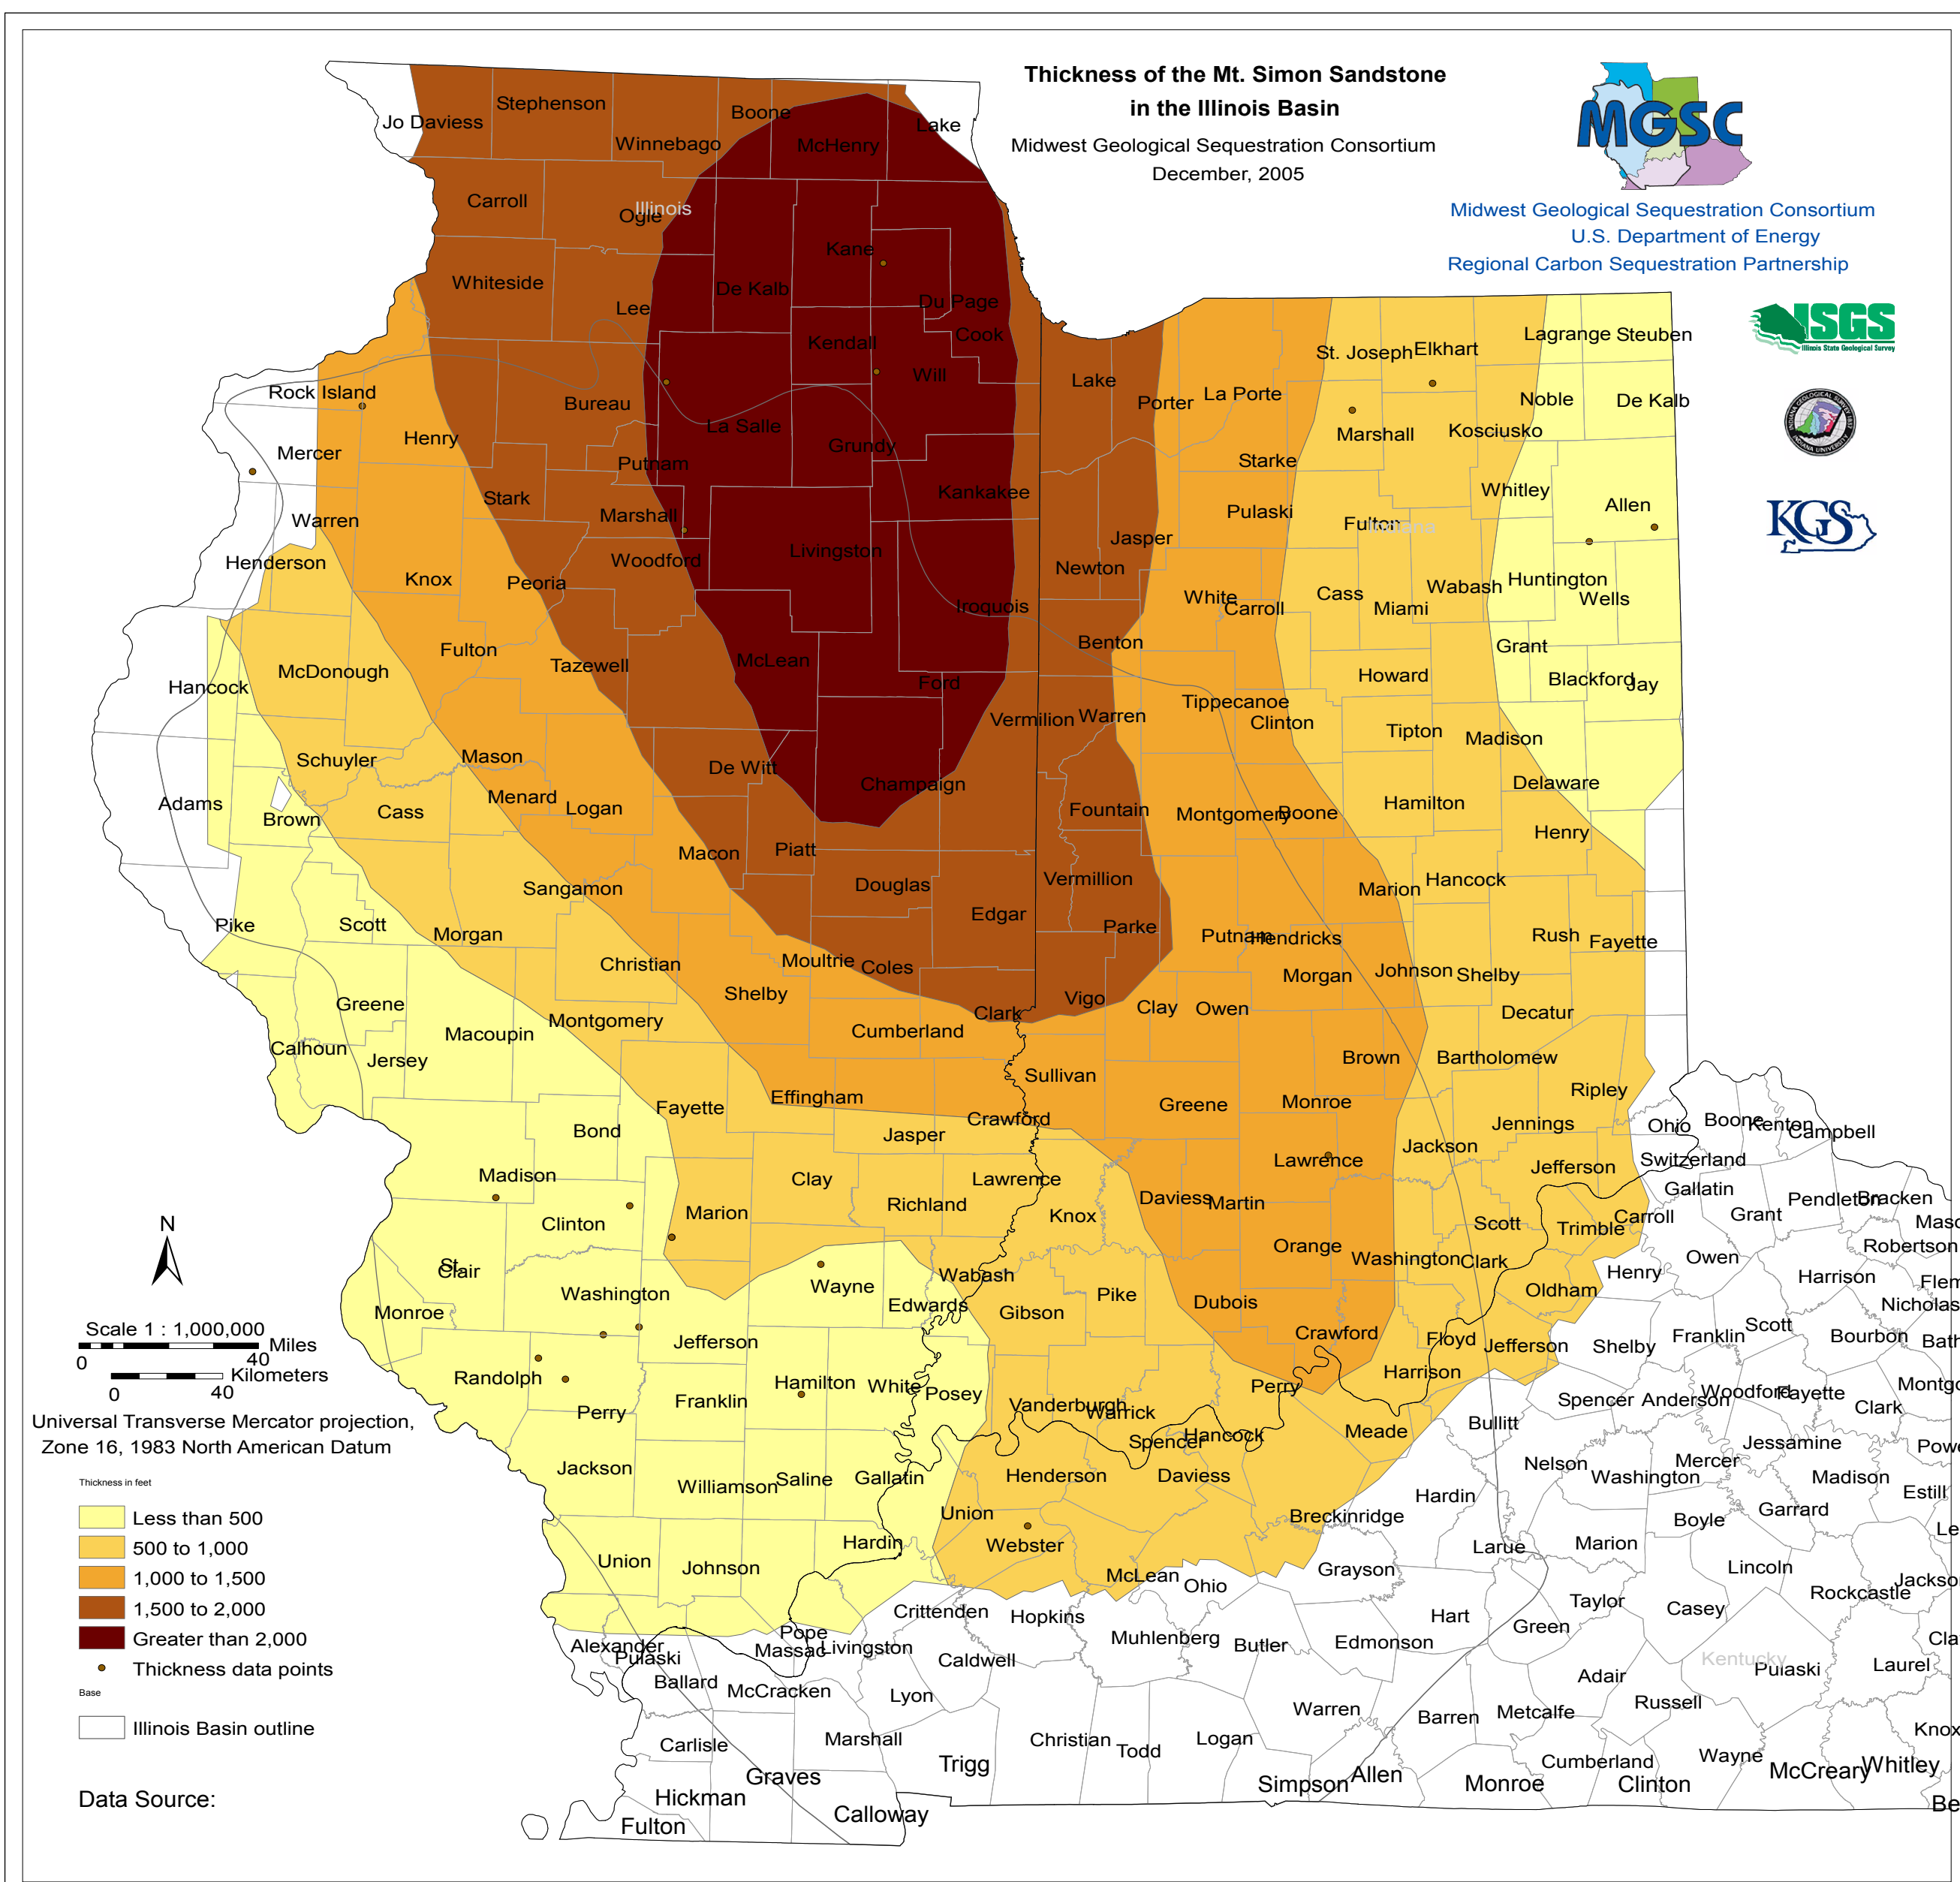 Thickness of the Mt. Simon Sandstone
in the Illinois Basin
Midwest Geological Sequestration Consortium
December, 2005
MGSC
Midwest Geological Sequestration Consortium
U.S. Department of Energy
Regional Carbon Sequestration Partnership
ISGS
Illinois State Geological Survey
KGS
Jo Daviess
Stephenson
Winnebago
Boone
McHenry
Lake
Carroll
Ogle
Illinois
Kane
Whiteside
Lee
De Kalb
Du Page
Cook
Kendall
Will
Rock Island
Henry
Bureau
La Salle
Grundy
Mercer
Putnam
Kankakee
Stark
Marshall
Warren
Henderson
Knox
Peoria
Woodford
Livingston
Iroquois
Fulton
Tazewell
McLean
Ford
McDonough
Hancock
Vermilion
Schuyler
Mason
De Witt
Champaign
Adams
Brown
Cass
Menard
Logan
Macon
Piatt
Douglas
Sangamon
Edgar
Pike
Scott
Morgan
Christian
Moultrie
Coles
Shelby
Greene
Macoupin
Montgomery
Cumberland
Clark
Calhoun
Jersey
Fayette
Effingham
Crawford
Bond
Jasper
Madison
Clay
Lawrence
Richland
Marion
Clinton
St.
Clair
Washington
Wayne
Wabash
Edwards
Monroe
Jefferson
Randolph
Hamilton
White
Perry
Franklin
Jackson
Williamson
Saline
Gallatin
Hardin
Union
Johnson
Alexander
Pulaski
Pope
Massac
Lake
Porter
La Porte
St. Joseph
Elkhart
Lagrange
Steuben
Noble
De Kalb
Marshall
Kosciusko
Starke
Whitley
Allen
Pulaski
Fulton
Indiana
Jasper
Newton
White
Carroll
Cass
Miami
Wabash
Huntington
Wells
Benton
Grant
Howard
Blackford
Jay
Tippecanoe
Warren
Clinton
Tipton
Madison
Delaware
Fountain
Montgomery
Boone
Hamilton
Henry
Vermillion
Marion
Hancock
Parke
Putnam
Hendricks
Rush
Fayette
Morgan
Johnson
Shelby
Vigo
Clay
Owen
Decatur
Sullivan
Brown
Bartholomew
Ripley
Greene
Monroe
Jennings
Ohio
Jackson
Switzerland
Jefferson
Lawrence
Daviess
Martin
Knox
Scott
Orange
Washington
Clark
Gibson
Pike
Dubois
Crawford
Floyd
Harrison
Perry
Posey
Vanderburgh
Warrick
Spencer
Boone
Kenton
Campbell
Gallatin
Pendleton
Bracken
Grant
Carroll
Trimble
Owen
Robertson
Henry
Oldham
Harrison
Nicholas
Jefferson
Shelby
Franklin
Scott
Bourbon
Spencer
Anderson
Woodford
Fayette
Clark
Bullitt
Meade
Hancock
Jessamine
Nelson
Mercer
Washington
Madison
Estill
Henderson
Daviess
Hardin
Breckinridge
Boyle
Garrard
Union
Webster
Larue
Marion
Lincoln
McLean
Ohio
Grayson
Rockcastle
Taylor
Casey
Crittenden
Hopkins
Hart
Green
Muhlenberg
Butler
Edmonson
Livingston
Caldwell
Kentucky
Pulaski
Laurel
Adair
Ballard
McCracken
Lyon
Russell
Warren
Barren
Metcalfe
Carlisle
Marshall
Christian
Todd
Logan
Knox
Trigg
Cumberland
Wayne
McCreary
Whitley
Graves
Hickman
Simpson
Allen
Monroe
Clinton
Fulton
Calloway
N
Scale 1 : 1,000,000
Miles
0
40
Kilometers
0
40
Universal Transverse Mercator projection,
Zone 16, 1983 North American Datum
Thickness in feet
Less than 500
500 to 1,000
1,000 to 1,500
1,500 to 2,000
Greater than 2,000
Thickness data points
Base
Illinois Basin outline
Data Source: